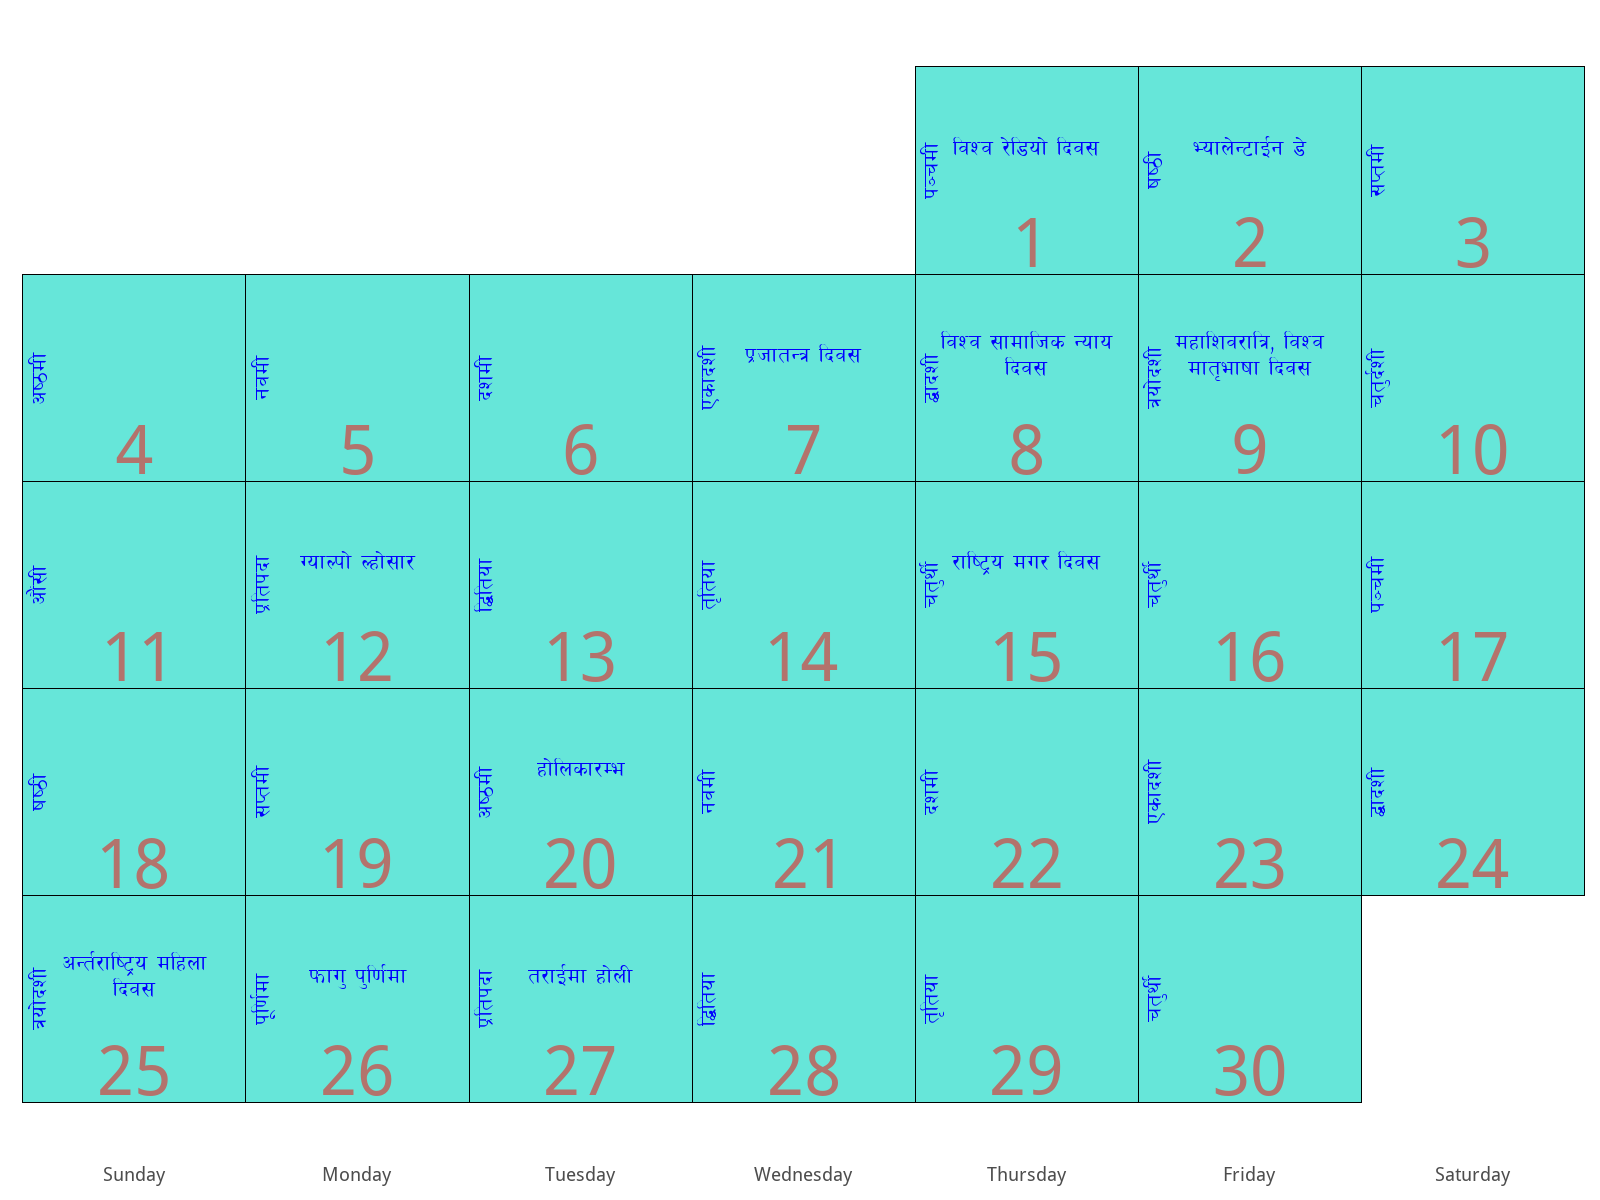 पञ्चमी
विश्व रेडियो दिवस
1
षष्ठी
भ्यालेन्टाईन डे
2
सप्तमी
3
अष्ठमी
4
नवमी
5
दशमी
6
एकादशी
प्रजातन्त्र दिवस
7
द्वादशी
विश्व सामाजिक न्याय
दिवस
8
त्रयोदशी
महाशिवरात्रि, विश्व
मातृभाषा दिवस
9
चतुर्दशी
10
औंसी
11
प्रतिपदा
ग्याल्पो ल्होसार
12
द्वितिया
13
तृतिया
14
चतुर्थी
राष्ट्रिय मगर दिवस
15
चतुर्थी
16
पञ्चमी
17
षष्ठी
18
सप्तमी
19
अष्ठमी
होलिकारम्भ
20
नवमी
21
दशमी
22
एकादशी
23
द्वादशी
24
त्रयोदशी
अर्न्तराष्ट्रिय महिला
दिवस
25
पूर्णिमा
फागु पुर्णिमा
26
प्रतिपदा
तराईमा होली
27
द्वितिया
28
तृतिया
29
चतुर्थी
30
Sunday
Monday
Tuesday
Wednesday
Thursday
Friday
Saturday